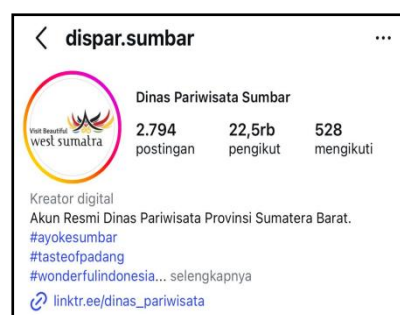 dispar.sumbar
Visit Beautiful
west sumatra
Dinas Pariwisata Sumbar
2.794 22,5rb 528
postingan pengikut mengikuti
Kreator digital
Akun Resmi Dinas Pariwisata Provinsi Sumatera Barat.
#ayokesumbar
#tasteofpadang
#wonderfulindonesia... selengkapnya
linktr.ee/dinas_pariwisata